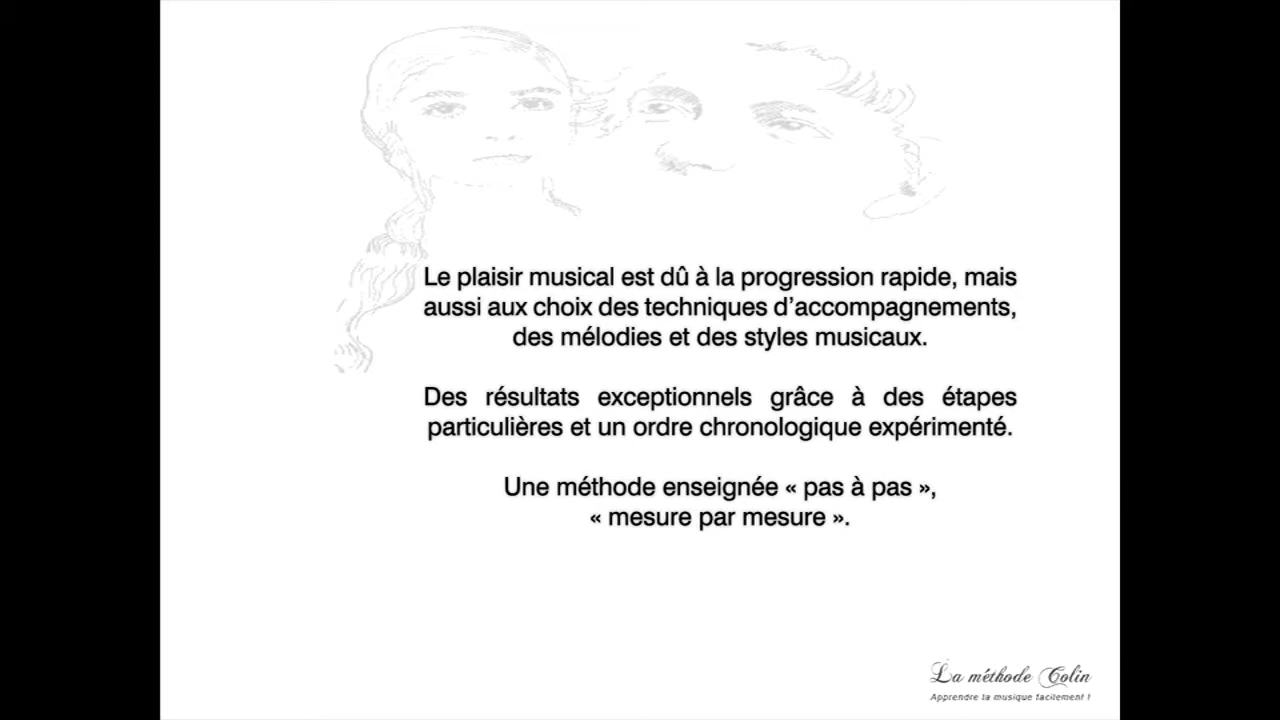 Le plaisir musical est dû à la progression rapide, mais
aussi aux choix des techniques d’accompagnements,
des mélodies et des styles musicaux.
Des résultats exceptionnels grâce à des étapes
particulières et un ordre chronologique expérimenté.
Une méthode enseignée « pas à pas »,
« mesure par mesure ».
La méthode Colin
Apprendre la musique facilement !